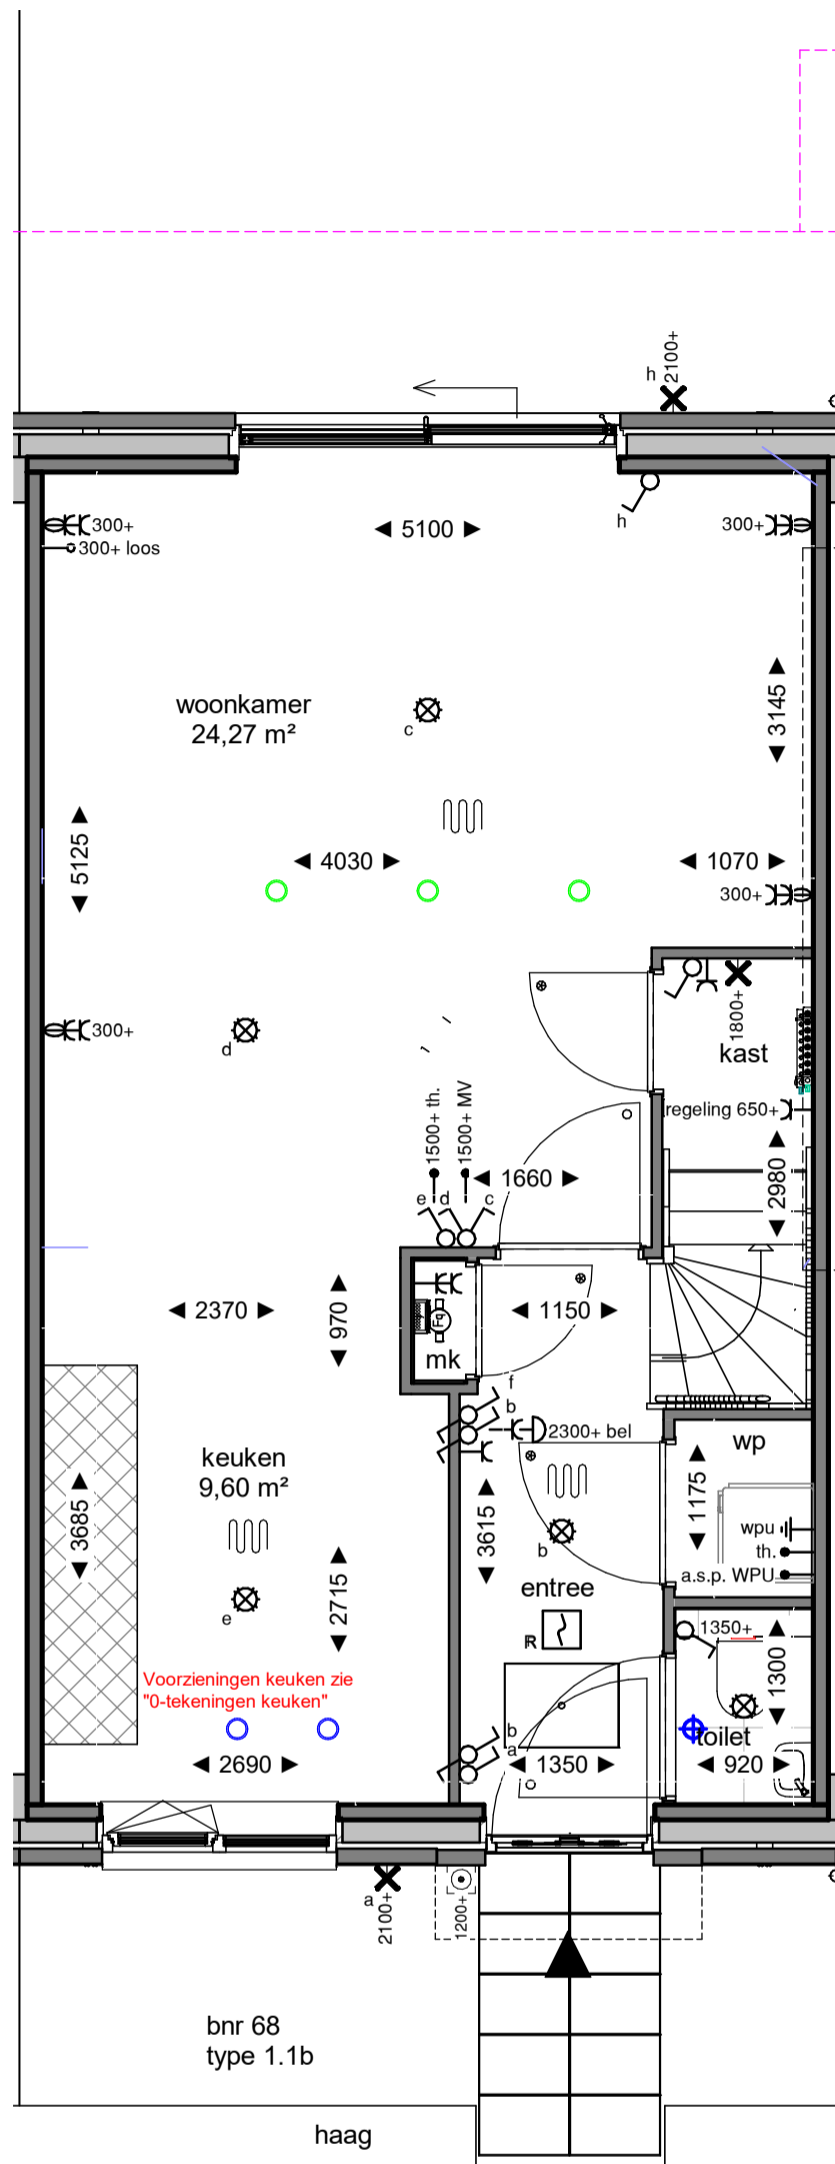 2100+
h
h
300+
300+ loos
5100
300+
woonkamer
24,27 m²
c
3145
5125
4030
1070
300+
300+
d
1800+
kast
regeling 650+
1500+ th.
1500+ MV
1660
2980
e
d
c
2370
970
1150
mk
f
b
2300+ bel
wp
keuken
9,60 m²
3685
3615
1175
wpu
th.
a.s.p. WPU
b
entree
e
2715
R
1350+
1300
Voorzieningen keuken zie
"0-tekeningen keuken"
toilet
b
a
2690
1350
920
a
2100+
1200+
bnr 68
type 1.1b
haag